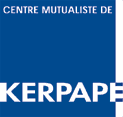 CENTRE MUTUALISTE DE
KERPAPE